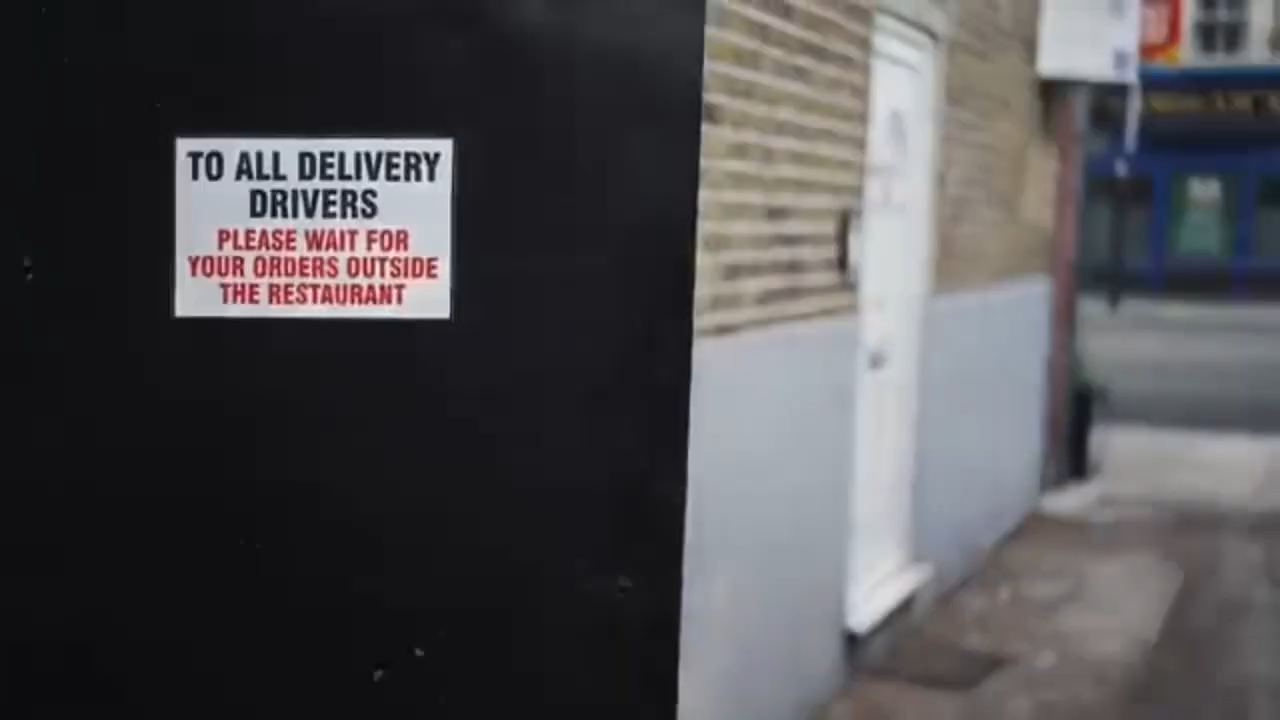 TO ALL DELIVERY
DRIVERS
PLEASE WAIT FOR
YOUR ORDERS OUTSIDE
THE RESTAURANT